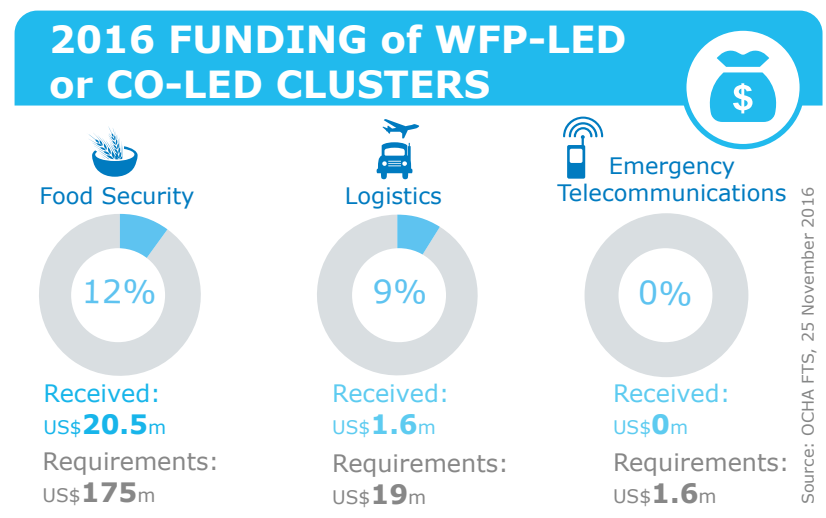 2016 FUNDING of WFP-LED
or CO-LED CLUSTERS
$
Food Security
12%
Received:
US$20.5m
Requirements:
US$175m
Logistics
9%
Received:
US$1.6m
Requirements:
US$19m
Emergency
Telecommunications
0%
Received:
US$0m
Requirements:
US$1.6m
Source: OCHA FTS, 25 November 2016